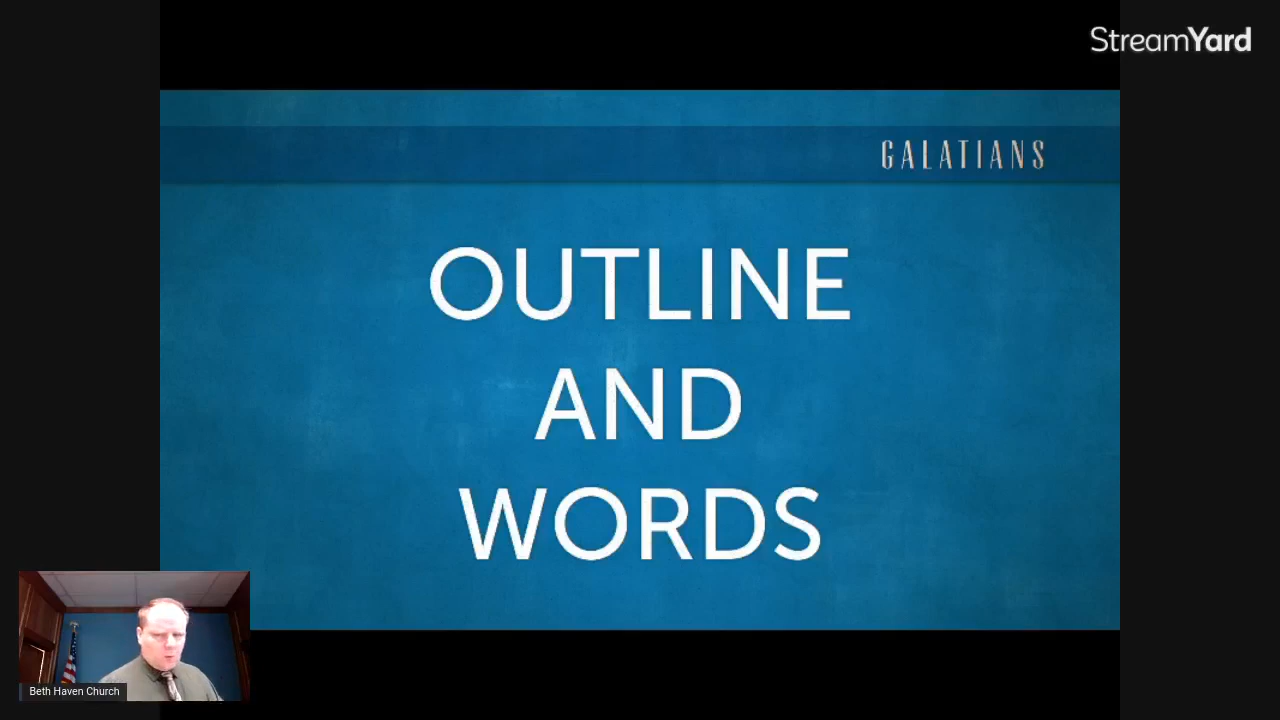 StreamYard
GALATIANS
OUTLINE
AND
WORDS
Beth Haven Church